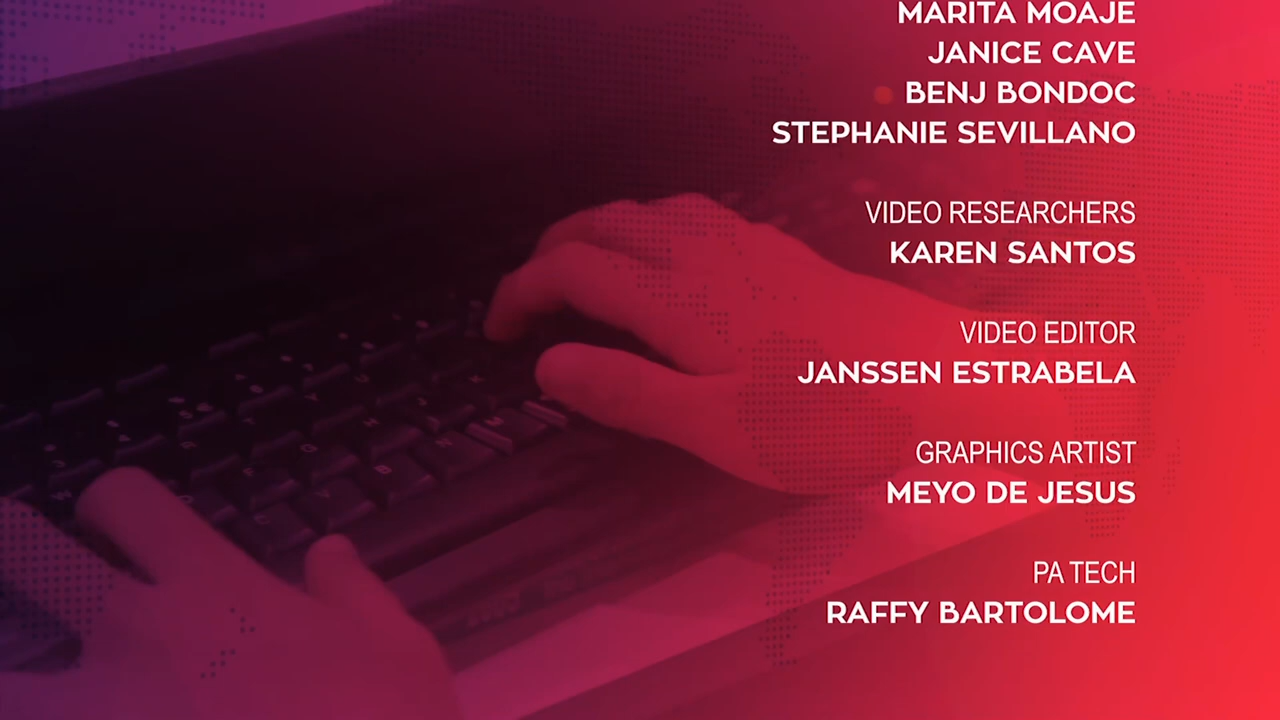 MARITA MOAJE
JANICE CAVE
BENJ BONDOC
STEPHANIE SEVILLANO
VIDEO RESEARCHERS
KAREN SANTOS
VIDEO EDITOR
JANSSEN ESTRABELA
GRAPHICS ARTIST
MEYO DE JESUS
PA TECH
RAFFY BARTOLOME